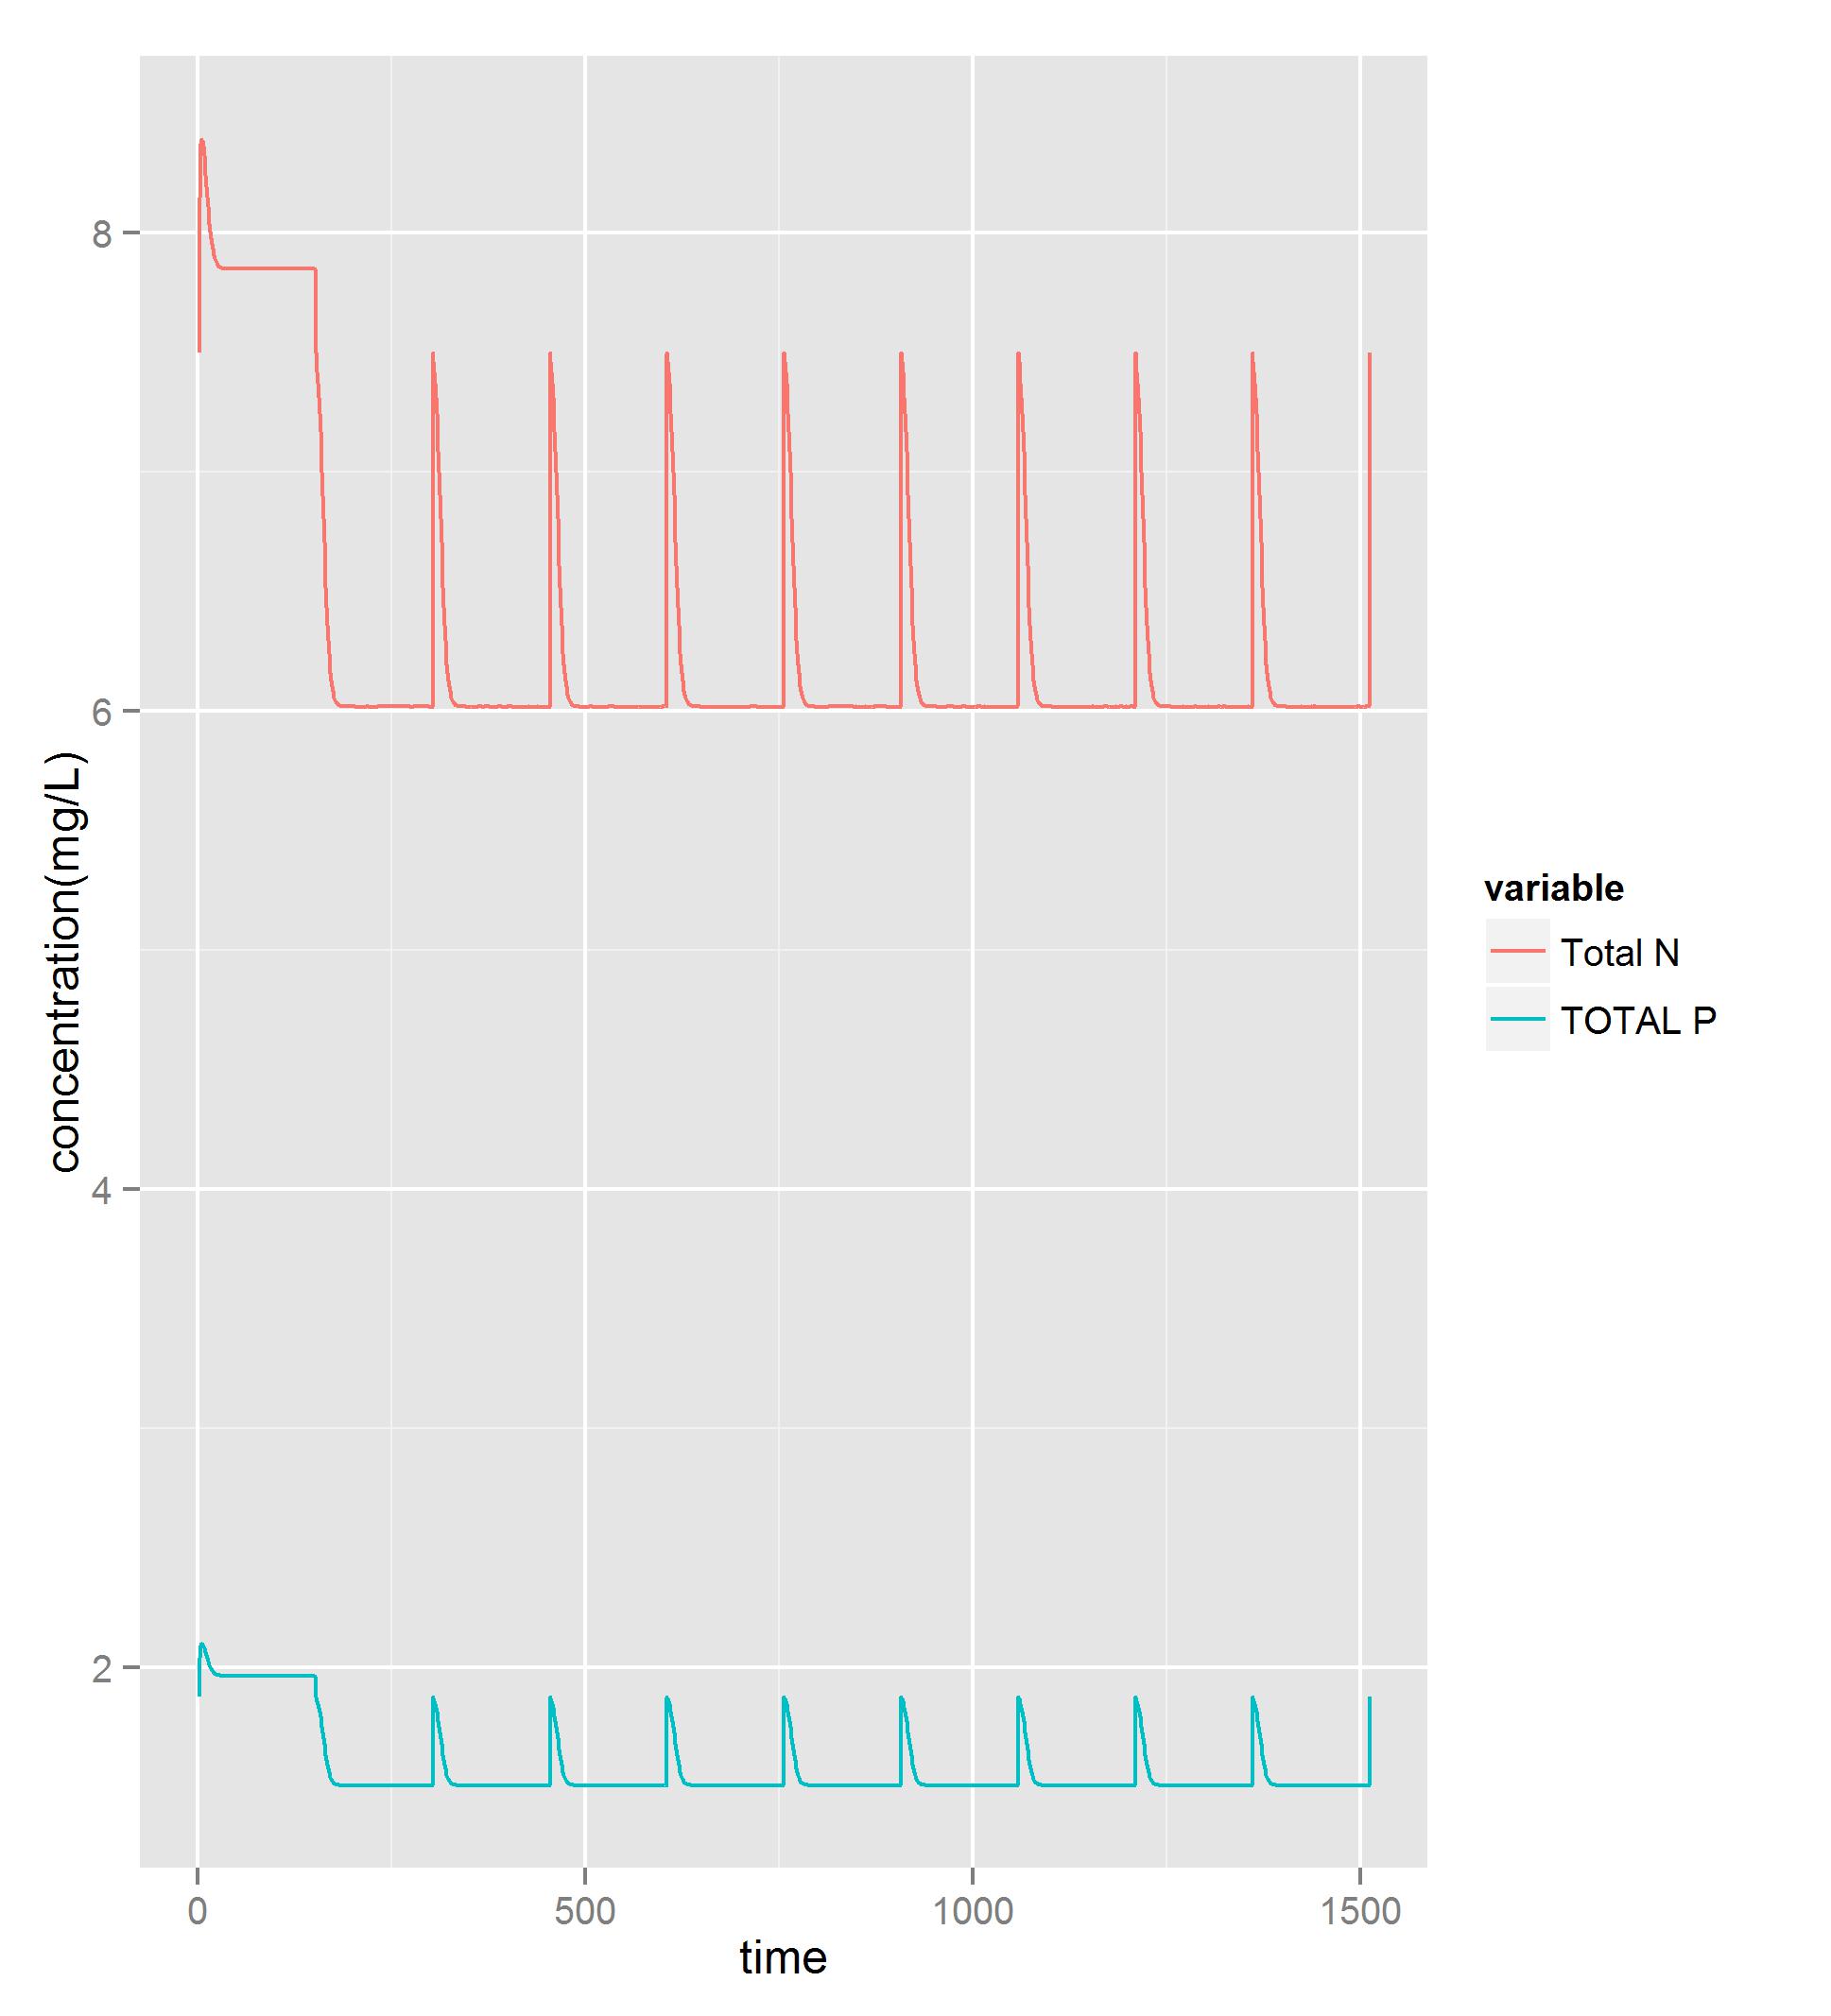 8
6
4
2
concentration(mg/L)
0
500
1000
1500
time
variable
Total N
TOTAL P